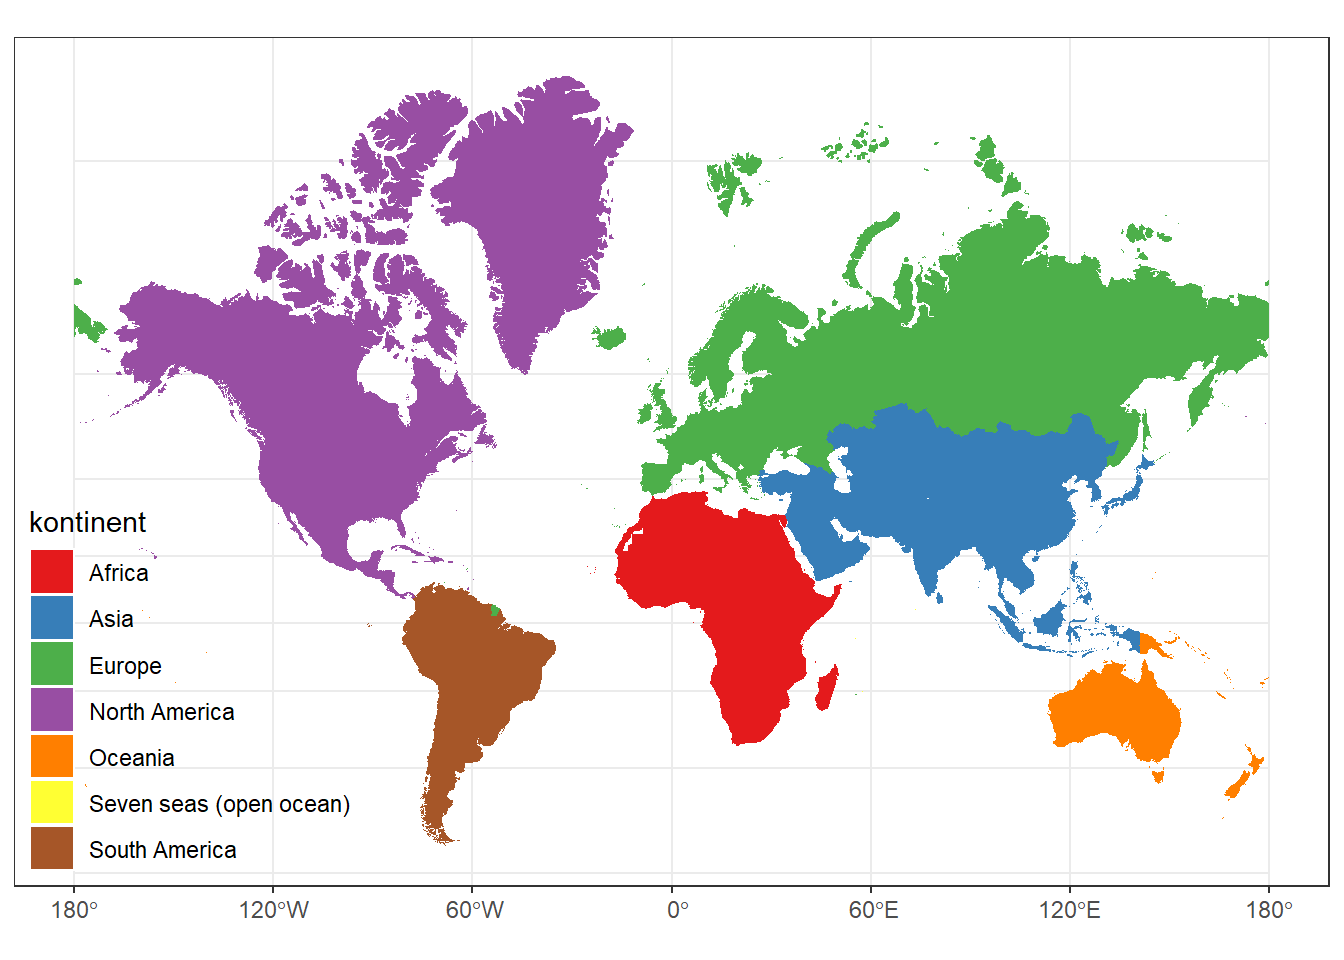 kontinent
Africa
Asia
Europe
North America
Oceania
Seven seas (open ocean)
South America
180° 120°W 60°W 0° 60°E 120°E 180°